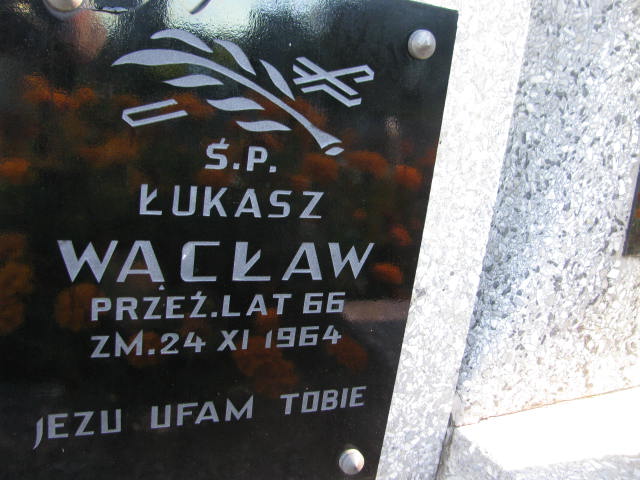 Ś.P.
ŁUKASZ
WĄCŁAW
PRZEŻ.LAT 66
ZM.24 XI 1964
JEZU UFAM TOBIE